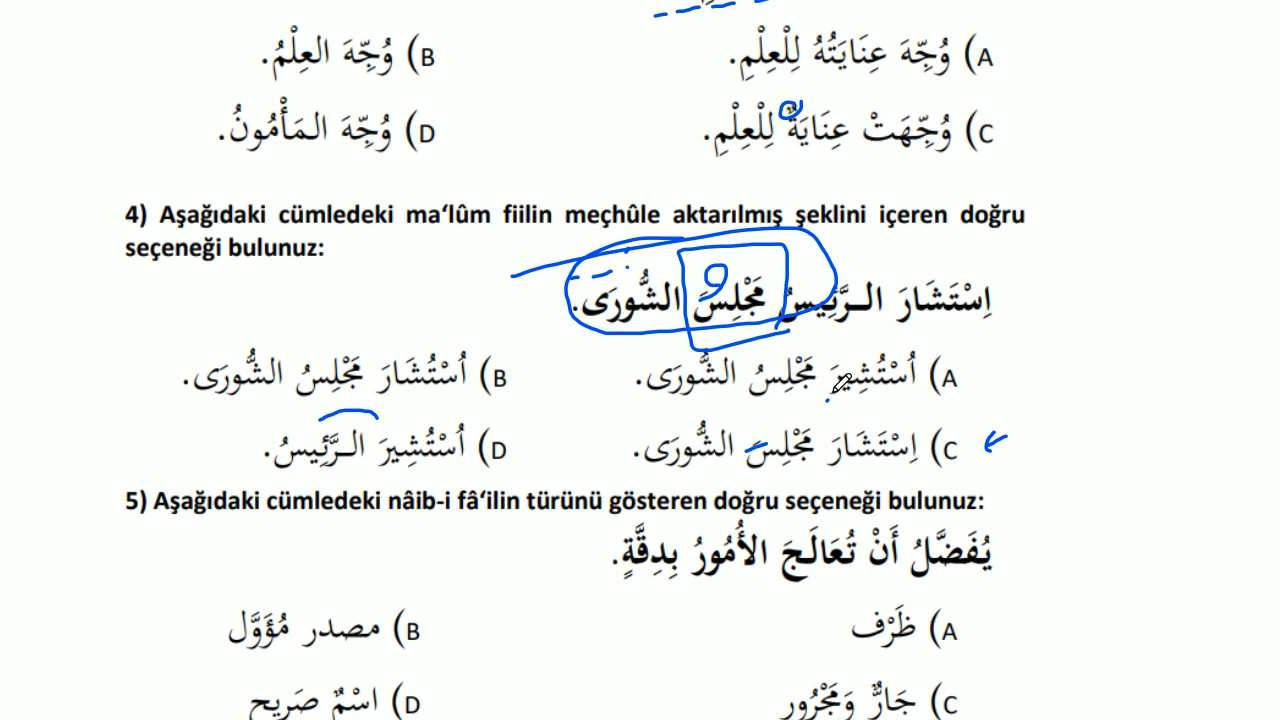 A) وُجِّهَ عِنَايَتُهُ لِلْعِلْمِ. B) وُجِّهَ العِلْمُ.
C) وُجِّهَتْ عِنَايَةٌ لِلْعِلْمِ. D) وُجِّهَ المَأْمُونُ.
4) Aşağıdaki cümledeki ma‘lûm fiilin meçhûle aktarılmış şeklini içeren doğru
seçeneği bulunuz:
اِسْتَشَارَ الـرَّئِيسُ مَجْلِسَ الشُّورَى.
A) اُسْتُشِيرَ مَجْلِسُ الشُّورَى. B) اُسْتُشَارَ مَجْلِسُ الشُّورَى.
C) اِسْتَشَارَ مَجْلِسَ الشُّورَى. D) اُسْتُشِيرَ الـرَّئِيسُ.
5) Aşağıdaki cümledeki nâib-i fâ‘ilin türünü gösteren doğru seçeneği bulunuz:
يُفَضَّلُ أَنْ تُعَالَجَ الأُمُورُ بِدِقَّةٍ.
A) ظَرْف B) مصدر مُؤَوَّل
C) جَارٌّ وَمَجْرُور D) اسْمٌ صَرِيح